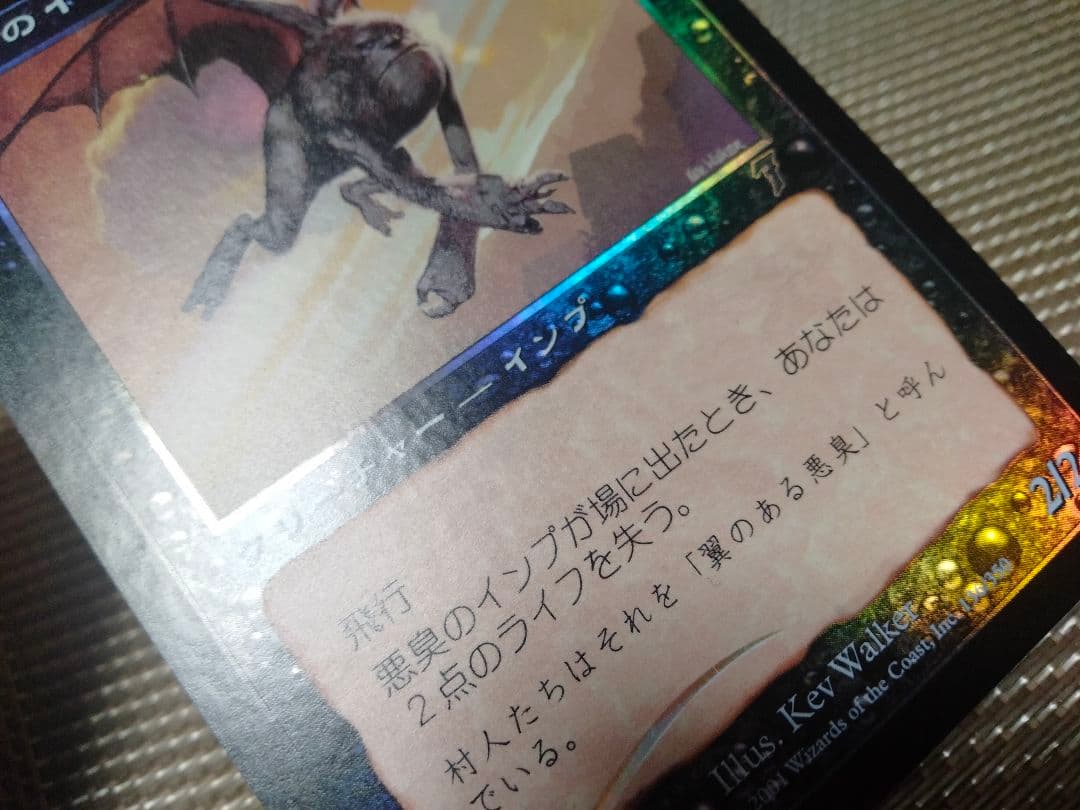 の
クリーチャー — インプ
飛行
悪臭のインプが場に出たとき、あなたは
2点のライフを失う。
村人たちはそれを「翼のある悪臭」と呼ん
でいる。
2/2
Illus. Kev Walker
2001 Wizards of the Coast, Inc. 130/350